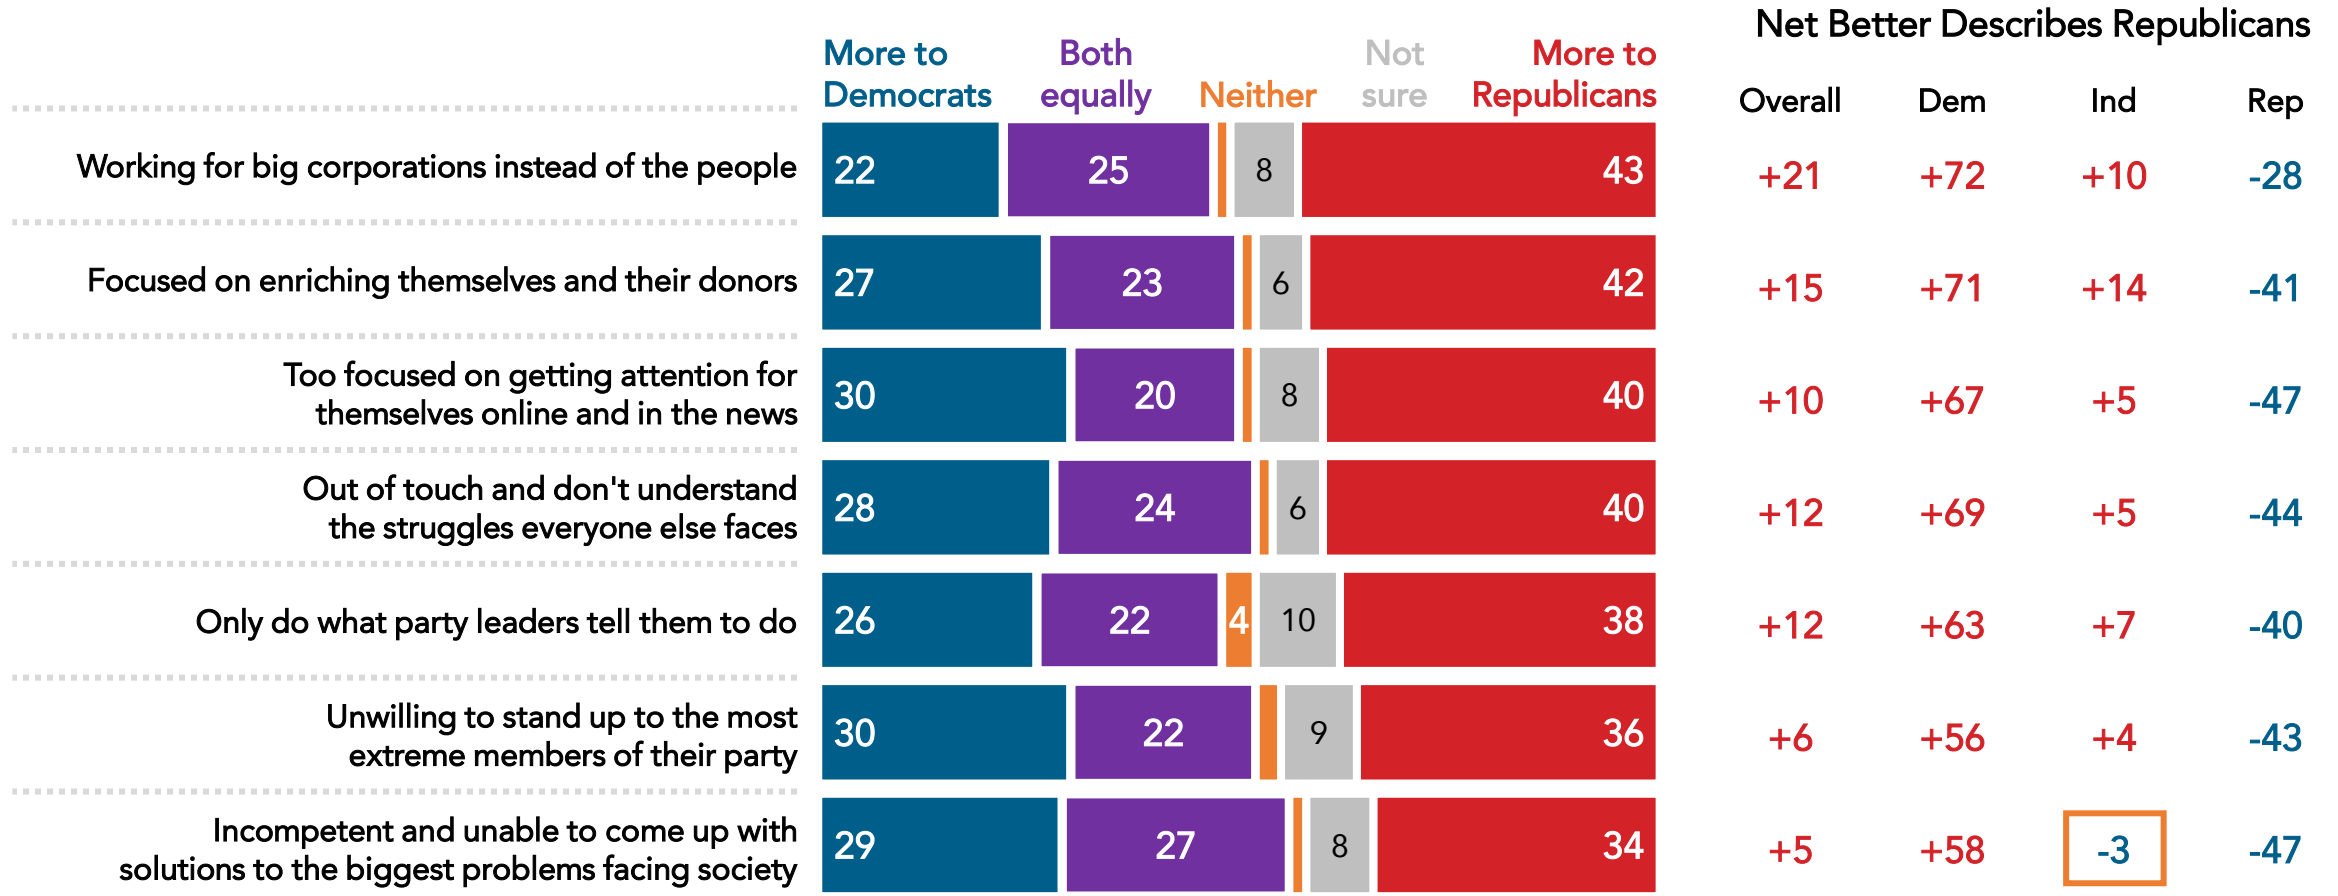 Net Better Describes Republicans
More to Democrats
Both equally
Neither
Not sure
More to Republicans
Overall Dem Ind Rep
Working for big corporations instead of the people 22 25 8 43 +21 +72 +10 -28
Focused on enriching themselves and their donors 27 23 6 42 +15 +71 +14 -41
Too focused on getting attention for
themselves online and in the news 30 20 8 40 +10 +67 +5 -47
Out of touch and don't understand
the struggles everyone else faces 28 24 6 40 +12 +69 +5 -44
Only do what party leaders tell them to do 26 22 4 10 38 +12 +63 +7 -40
Unwilling to stand up to the most
extreme members of their party 30 22 9 36 +6 +56 +4 -43
Incompetent and unable to come up with
solutions to the biggest problems facing society 29 27 8 34 +5 +58 -3 -47